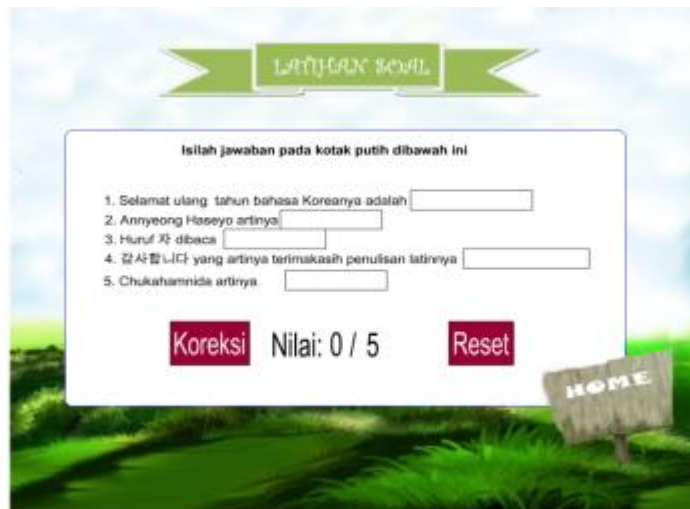 LATIHAN SOAL
Isilah jawaban pada kotak putih dibawah ini
1. Selamat ulang tahun bahasa Koreanya adalah
2. Annyeong Haseyo artinya
3. Huruf 자 dibaca
4. 감사합니다 yang artinya terimakasih penulisan latinnya
5. Chukahamnida artinya
Koreksi Nilai: 0 / 5 Reset
HOME